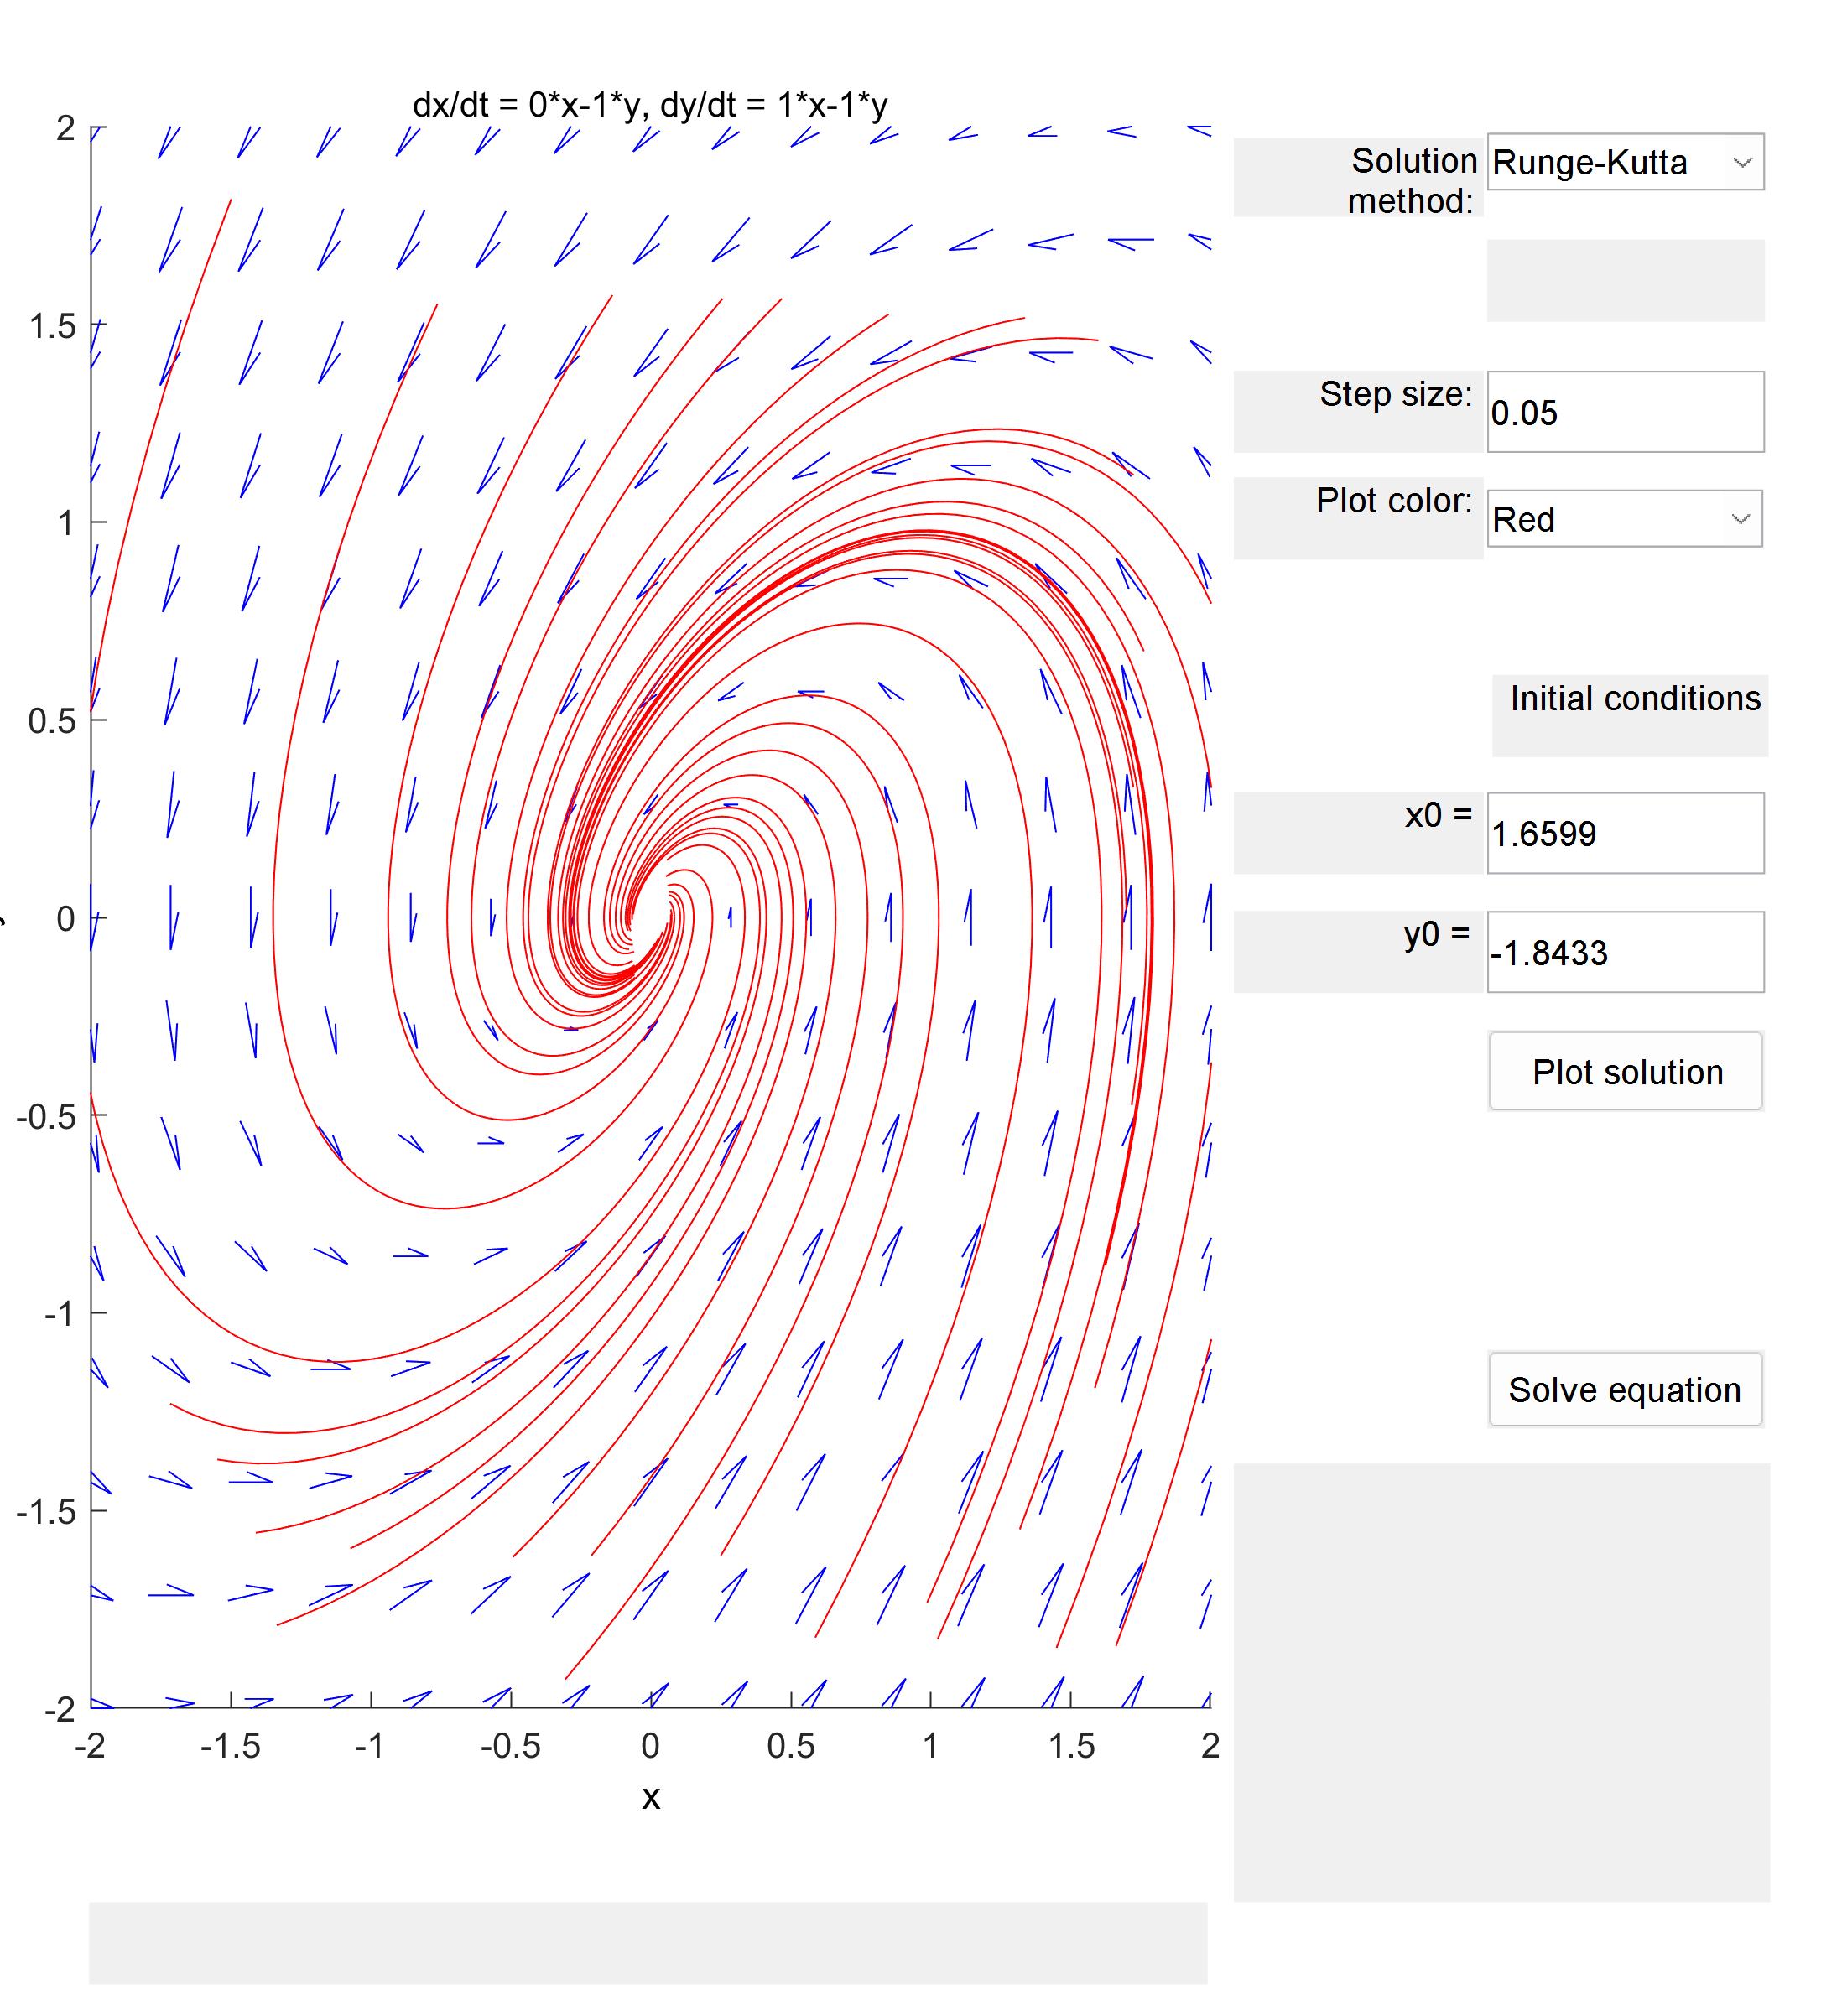 dx/dt = 0*x-1*y, dy/dt = 1*x-1*y
2
1.5
1
0.5
0
-0.5
-1
-1.5
-2
-2 -1.5 -1 -0.5 0 0.5 1 1.5 2
x
Solution
method:
Runge-Kutta
Step size:
0.05
Plot color:
Red
Initial conditions
x0 =
1.6599
y0 =
-1.8433
Plot solution
Solve equation